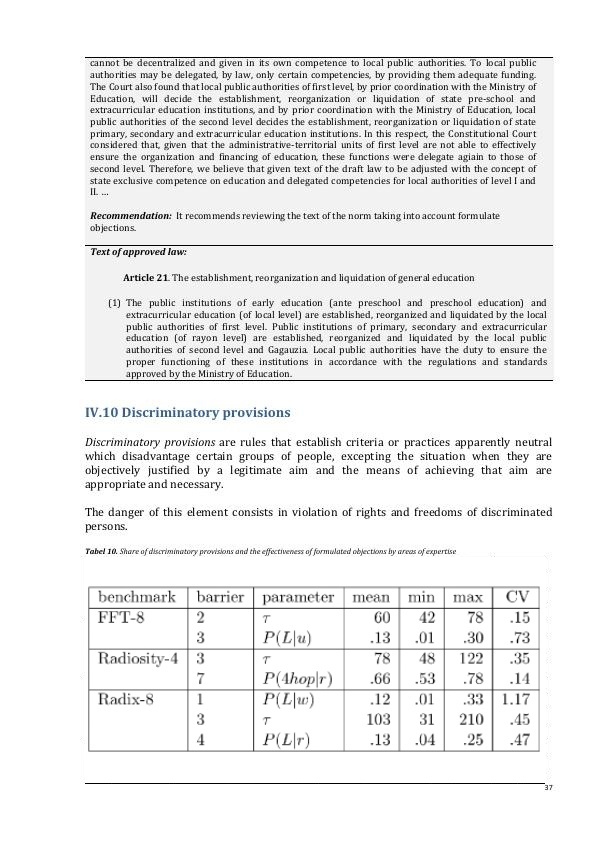 cannot be decentralized and given in its own competence to local public authorities. To local public
authorities may be delegated, by law, only certain competencies, by providing them adequate funding.
The Court also found that local public authorities of first level, by prior coordination with the Ministry of
Education, will decide the establishment, reorganization or liquidation of state pre-school and
extracurricular education institutions, and by prior coordination with the Ministry of Education, local
public authorities of the second level decides the establishment, reorganization or liquidation of state
primary, secondary and extracurricular education institutions. In this respect, the Constitutional Court
considered that, given that the administrative-territorial units of first level are not able to effectively
ensure the organization and financing of education, these functions were delegate agiain to those of
second level. Therefore, we believe that given text of the draft law to be adjusted with the concept of
state exclusive competence on education and delegated competencies for local authorities of level I and
II. ...
Recommendation: It recommends reviewing the text of the norm taking into account formulate
objections.
Text of approved law:
Article 21. The establishment, reorganization and liquidation of general education
(1) The public institutions of early education (ante preschool and preschool education) and
extracurricular education (of local level) are established, reorganized and liquidated by the local
public authorities of first level. Public institutions of primary, secondary and extracurricular
education (of rayon level) are established, reorganized and liquidated by the local public
authorities of second level and Gagauzia. Local public authorities have the duty to ensure the
proper functioning of these institutions in accordance with the regulations and standards
approved by the Ministry of Education.
IV.10 Discriminatory provisions
Discriminatory provisions are rules that establish criteria or practices apparently neutral
which disadvantage certain groups of people, excepting the situation when they are
objectively justified by a legitimate aim and the means of achieving that aim are
appropriate and necessary.
The danger of this element consists in violation of rights and freedoms of discriminated
persons.
Tabel 10. Share of discriminatory provisions and the effectiveness of formulated objections by areas of expertise
benchmark barrier parameter mean min max CV
FFT-8 2 τ 60 42 78 .15
3 P(L|u) .13 .01 .30 .73
Radiosity-4 3 τ 78 48 122 .35
7 P(4hop|r) .66 .53 .78 .14
Radix-8 1 P(L|w) .12 .01 .33 1.17
3 τ 103 31 210 .45
4 P(L|r) .13 .04 .25 .47
37